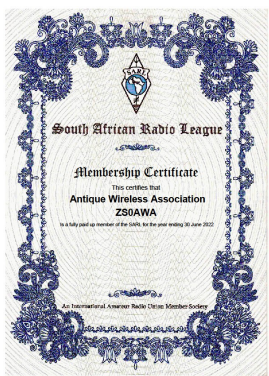 SARL
South African Radio League
Membership Certificate
This certifies that
Antique Wireless Association
ZS0AWA
Is a fully paid up member of the SARL for the year ending 30 June 2022
An International Amateur Radio Union Member Society